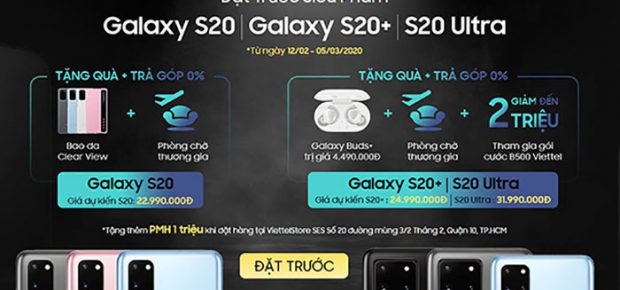 Đặt Trước Siêu Phẩm
Galaxy S20 | Galaxy S20+ | S20 Ultra
*Từ ngày 12/02 - 05/03/2020
TẶNG QUÀ + TRẢ GÓP 0%
Bao da
Clear View
+
Phòng chờ
thương gia
Galaxy S20
Giá dự kiến S20: 22.990.000Đ
TẶNG QUÀ + TRẢ GÓP 0%
Galaxy Buds+
trị giá 4.490.000Đ
+
Phòng chờ
thương gia
+
2 GIẢM ĐẾN
TRIỆU
Tham gia gói
cước B500 Viettel
Galaxy S20+ | S20 Ultra
Giá dự kiến S20+ : 24.990.000Đ | S20 Ultra : 31.990.000Đ
*Tặng thêm PMH 1 triệu khi đặt hàng tại ViettelStore SES Số 20 đường mùng 3/2 Tháng 2, Quận 10, TP.HCM
ĐẶT TRƯỚC